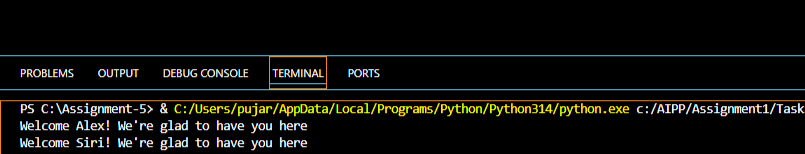 PROBLEMS OUTPUT DEBUG CONSOLE TERMINAL PORTS
PS C:\Assignment-5> & C:/Users/pujar/AppData/Local/Programs/Python/Python314/python.exe c:/AIPP/Assignment1/Task
Welcome Alex! We're glad to have you here
Welcome Siri! We're glad to have you here